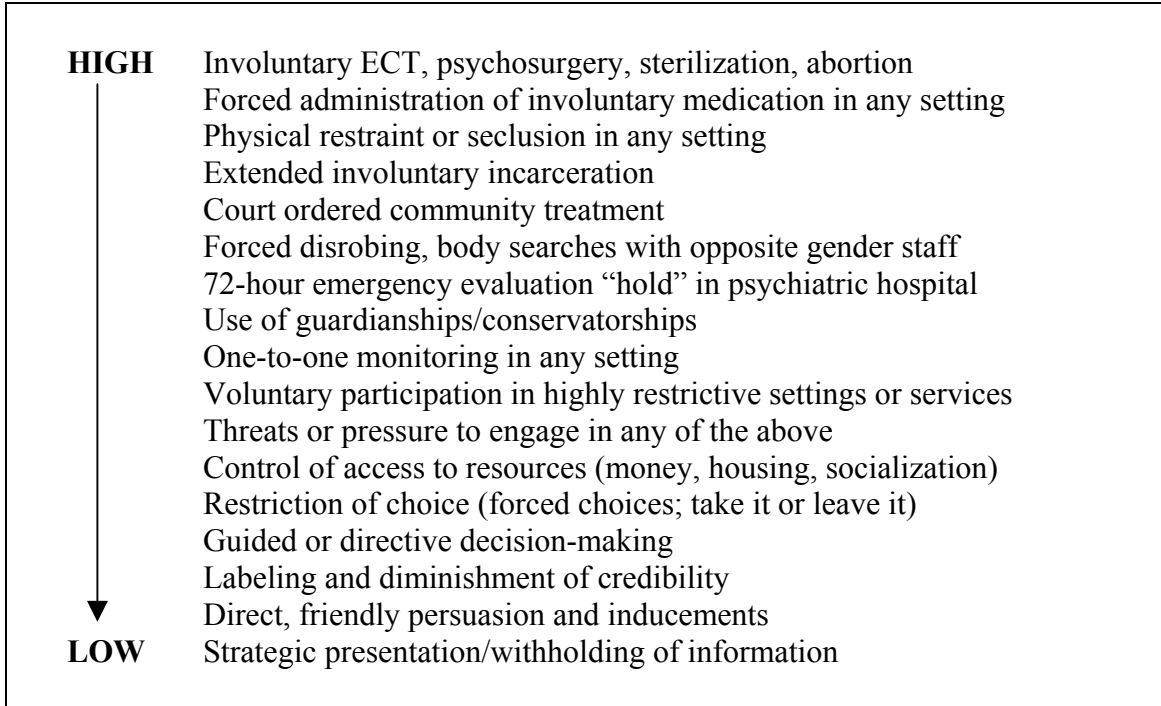 HIGH Involuntary ECT, psychosurgery, sterilization, abortion
Forced administration of involuntary medication in any setting
Physical restraint or seclusion in any setting
Extended involuntary incarceration
Court ordered community treatment
Forced disrobing, body searches with opposite gender staff
72-hour emergency evaluation “hold” in psychiatric hospital
Use of guardianships/conservatorships
One-to-one monitoring in any setting
Voluntary participation in highly restrictive settings or services
Threats or pressure to engage in any of the above
Control of access to resources (money, housing, socialization)
Restriction of choice (forced choices; take it or leave it)
Guided or directive decision-making
Labeling and diminishment of credibility
Direct, friendly persuasion and inducements
LOW Strategic presentation/withholding of information